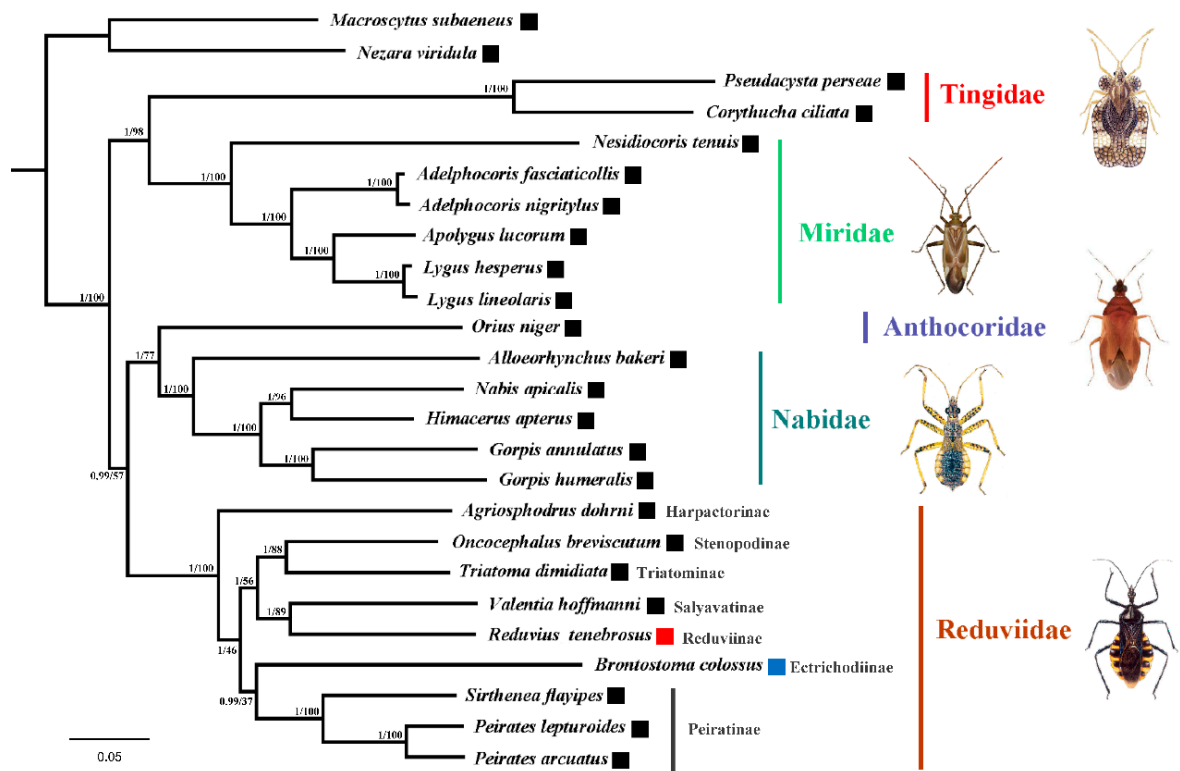 Macroscytus subaeneus
Nezara viridula
1/100
Pseudacysta perseae
Tingidae
Corythucha ciliata
1/98
Nesidiocoris tenuis
1/100
Adelphocoris fasciaticollis
1/100
Adelphocoris nigritylus
1/100
Apolygus lucorum
Miridae
1/100
Lygus hesperus
1/100
Lygus lineolaris
1/100
Orius niger
Anthocoridae
1/77
Alloeorhynchus bakeri
1/100
Nabis apicalis
1/96
Himacerus apterus
Nabidae
1/100
Gorpis annulatus
1/100
Gorpis humeralis
0.99/57
Agriosphodrus dohrni Harpactorinae
Oncocephalus breviscutum Stenopodinae
1/88
1/100
Triatoma dimidiata Triatominae
1/56
Valentia hoffmanni Salyavatinae
1/89
Reduvius tenebrosus Reduviinae
Reduviidae
1/46
Brontostoma colossus Ectrichodiinae
0.99/37
Sirthenea flayipes
1/100
Peirates lepturoides
Peiratinae
1/100
Peirates arcuatus
0.05